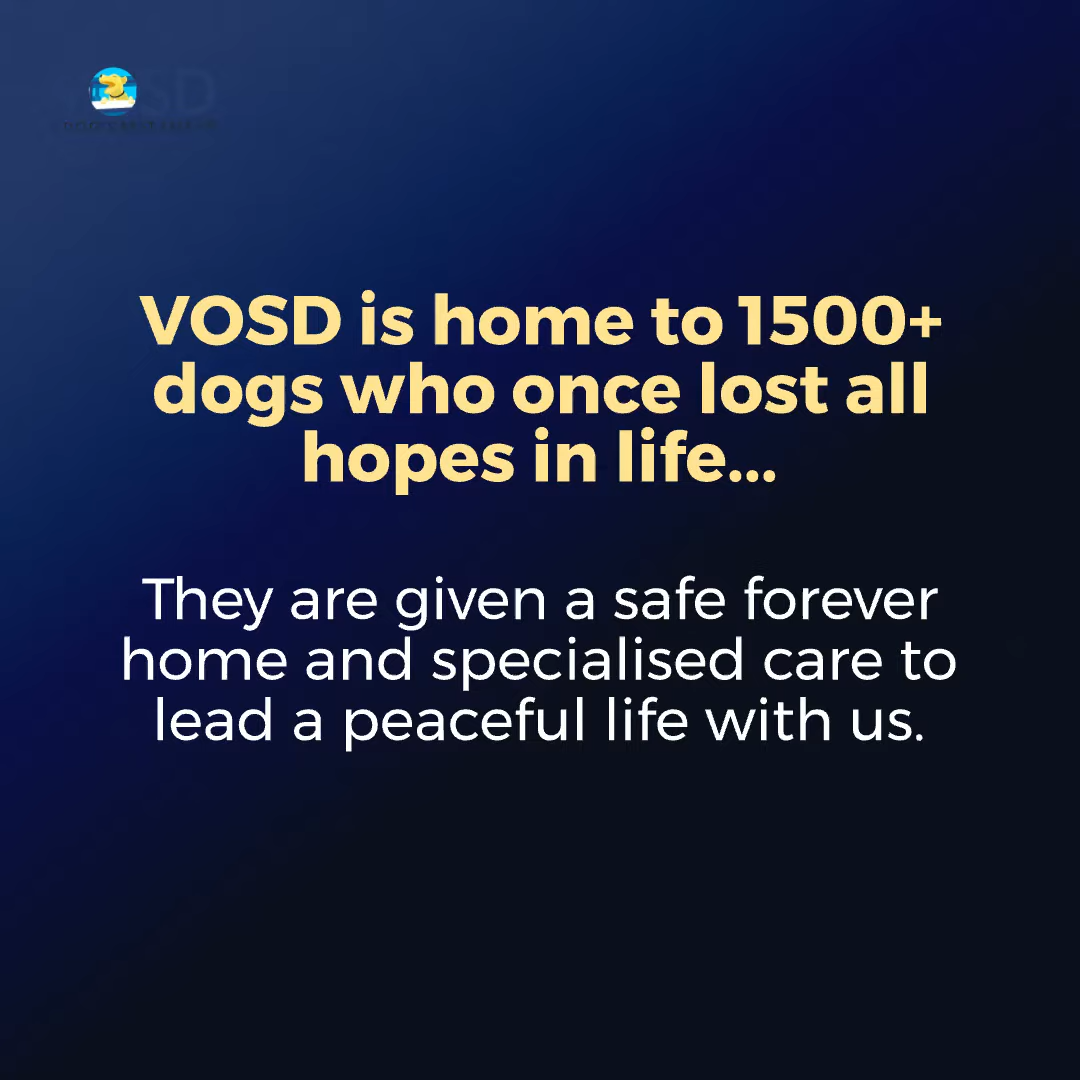 VOSD is home to 1500+
dogs who once lost all
hopes in life...
They are given a safe forever
home and specialised care to
lead a peaceful life with us.